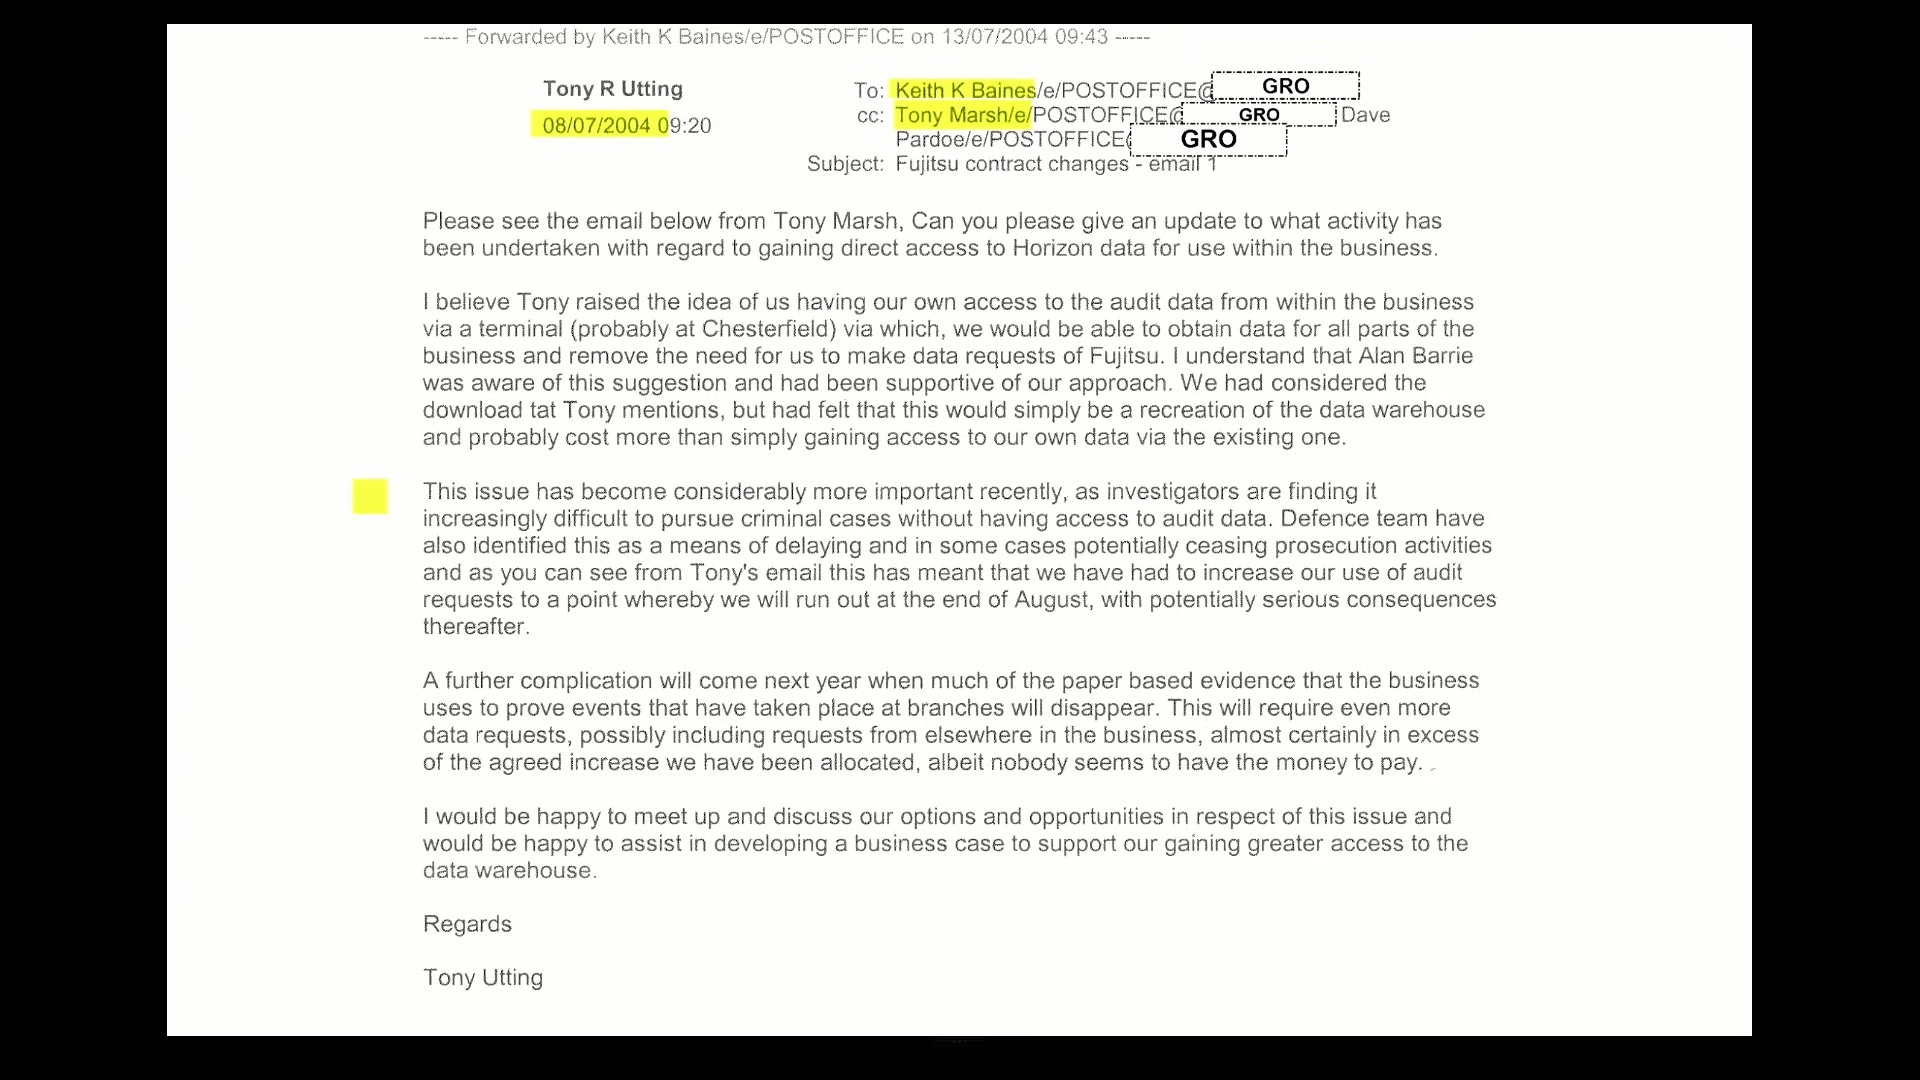 ----- Forwarded by Keith K Baines/e/POSTOFFICE on 13/07/2004 09:43 -----
Tony R Utting
08/07/2004 09:20
To: Keith K Baines/e/POSTOFFICE@ GRO
cc: Tony Marsh/e/POSTOFFICE@ GRO Dave
Pardoe/e/POSTOFFICE GRO
Subject: Fujitsu contract changes - email 1
Please see the email below from Tony Marsh, Can you please give an update to what activity has
been undertaken with regard to gaining direct access to Horizon data for use within the business.
I believe Tony raised the idea of us having our own access to the audit data from within the business
via a terminal (probably at Chesterfield) via which, we would be able to obtain data for all parts of the
business and remove the need for us to make data requests of Fujitsu. I understand that Alan Barrie
was aware of this suggestion and had been supportive of our approach. We had considered the
download tat Tony mentions, but had felt that this would simply be a recreation of the data warehouse
and probably cost more than simply gaining access to our own data via the existing one.
This issue has become considerably more important recently, as investigators are finding it
increasingly difficult to pursue criminal cases without having access to audit data. Defence team have
also identified this as a means of delaying and in some cases potentially ceasing prosecution activities
and as you can see from Tony's email this has meant that we have had to increase our use of audit
requests to a point whereby we will run out at the end of August, with potentially serious consequences
thereafter.
A further complication will come next year when much of the paper based evidence that the business
uses to prove events that have taken place at branches will disappear. This will require even more
data requests, possibly including requests from elsewhere in the business, almost certainly in excess
of the agreed increase we have been allocated, albeit nobody seems to have the money to pay.
I would be happy to meet up and discuss our options and opportunities in respect of this issue and
would be happy to assist in developing a business case to support our gaining greater access to the
data warehouse.
Regards
Tony Utting